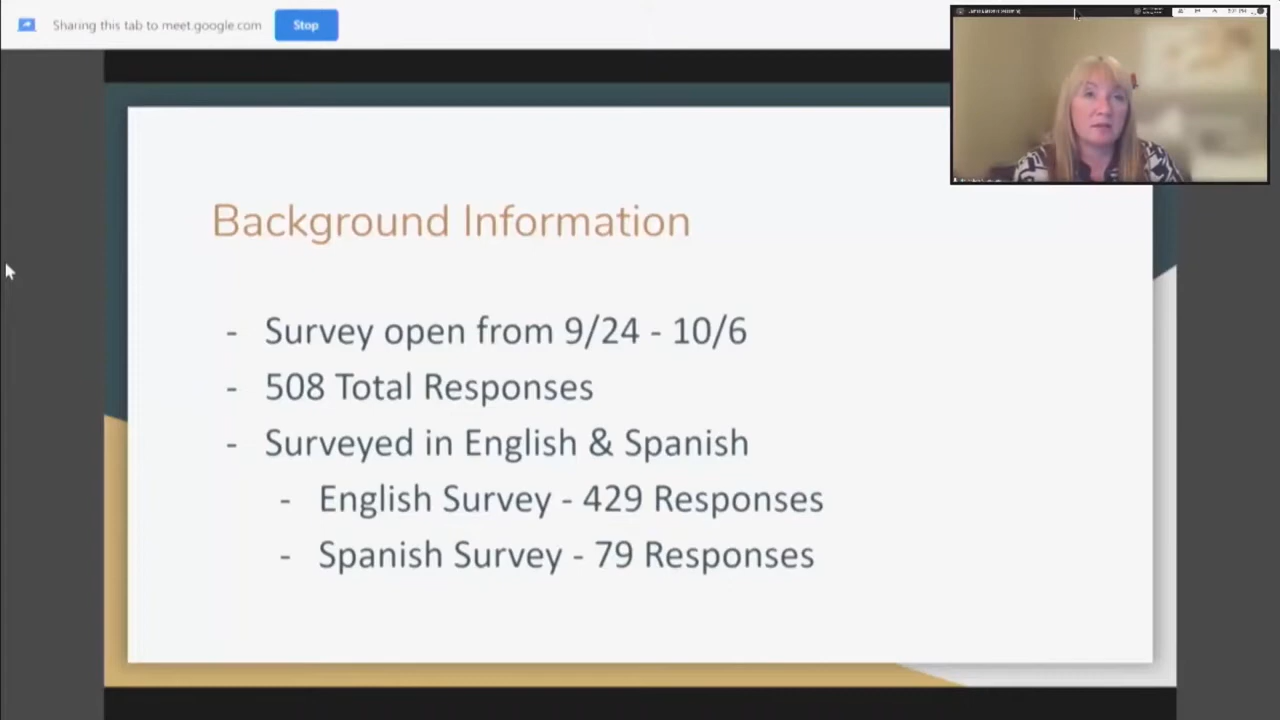 Sharing this tab to meet.google.com
Stop
Background Information
- Survey open from 9/24 - 10/6
- 508 Total Responses
- Surveyed in English & Spanish
- English Survey - 429 Responses
- Spanish Survey - 79 Responses